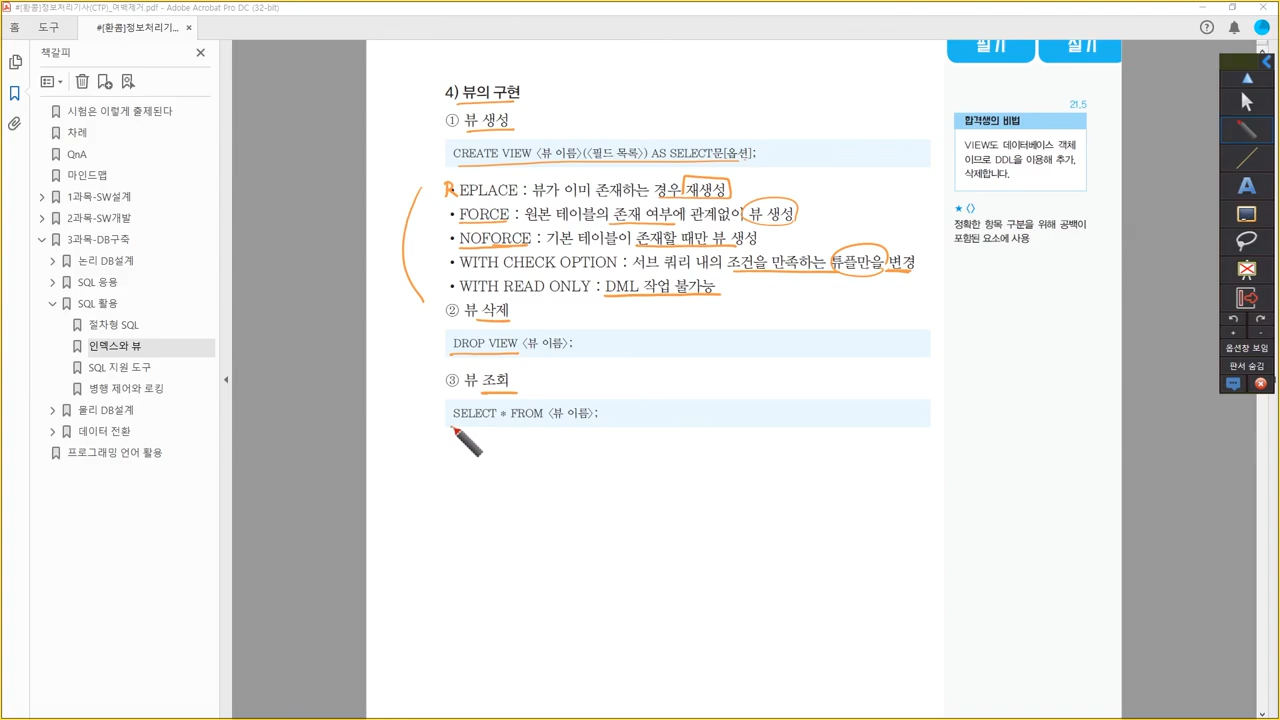 #[환콤]정보처리기사(CTP)_여백제거.pdf - Adobe Acrobat Pro DC (32-bit)
홈 도구 #[환콤]정보처리기... ×
책갈피
시험은 이렇게 출제된다
차례
QnA
마인드맵
1과목-SW설계
2과목-SW개발
3과목-DB구축
논리 DB설계
SQL 응용
SQL 활용
절차형 SQL
인덱스와 뷰
SQL 지원 도구
병행 제어와 로킹
물리 DB설계
데이터 전환
프로그래밍 언어 활용
필기 실기
4) 뷰의 구현
① 뷰 생성
CREATE VIEW 〈뷰 이름〉(〈필드 목록〉) AS SELECT문[옵션];
• REPLACE : 뷰가 이미 존재하는 경우 재생성
• FORCE : 원본 테이블의 존재 여부에 관계없이 뷰 생성
• NOFORCE : 기본 테이블이 존재할 때만 뷰 생성
• WITH CHECK OPTION : 서브 쿼리 내의 조건을 만족하는 튜플만을 변경
• WITH READ ONLY : DML 작업 불가능
② 뷰 삭제
DROP VIEW 〈뷰 이름〉;
③ 뷰 조회
SELECT * FROM 〈뷰 이름〉;
21.5
합격생의 비법
VIEW도 데이터베이스 객체
이므로 DDL을 이용해 추가,
삭제합니다.
★ 〈〉
정확한 항목 구분을 위해 공백이
포함된 요소에 사용
옵션창 보임
판서 숨김